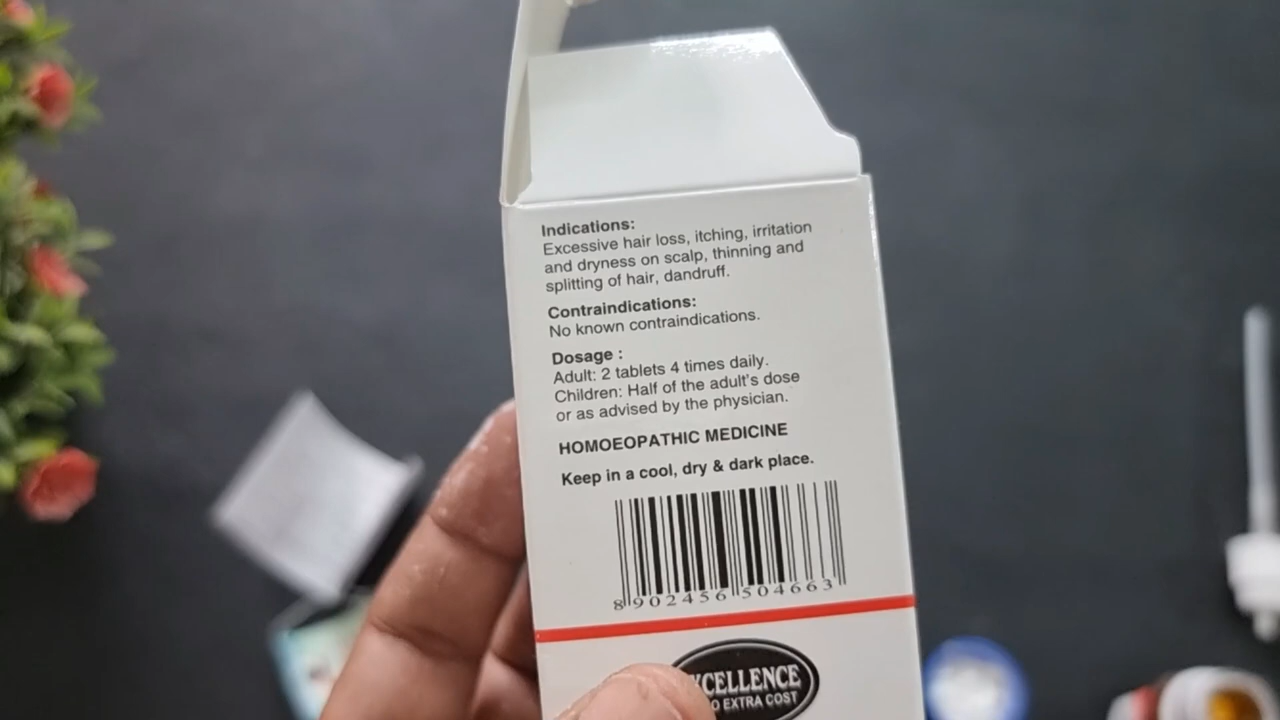 Indications:
Excessive hair loss, itching, irritation
and dryness on scalp, thinning and
splitting of hair, dandruff.
Contraindications:
No known contraindications.
Dosage :
Adult: 2 tablets 4 times daily.
Children: Half of the adult's dose
or as advised by the physician.
HOMOEOPATHIC MEDICINE
Keep in a cool, dry & dark place.
8902456504663
EXTRA COST